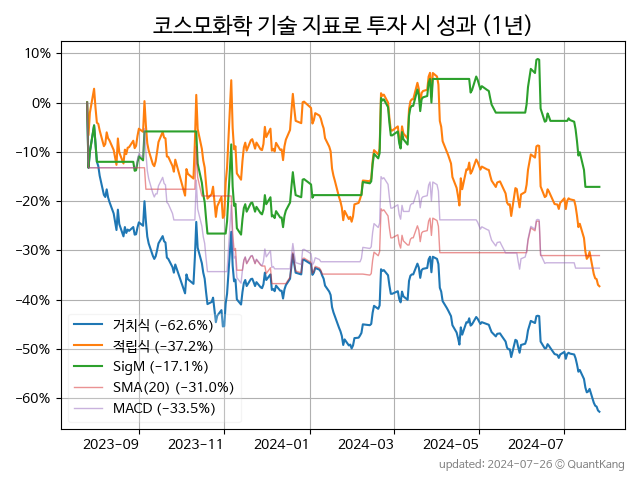 코스모화학 기술 지표로 투자 시 성과 (1년)
10%
0%
−10%
−20%
−30%
−40%
−50%
−60%
거치식 (−62.6%)
적립식 (−37.2%)
SigM (−17.1%)
SMA(20) (−31.0%)
MACD (−33.5%)
2023-09 2023-11 2024-01 2024-03 2024-05 2024-07
updated: 2024-07-26 © QuantKang